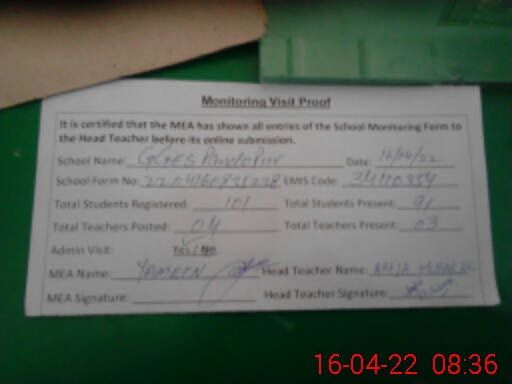 Monitoring Visit Proof
It is certified that the MEA has shown all entries of the School Monitoring Form to
the Head Teacher before its online submission.
School Name: GGES Date: 16/04/22
School Form No: EMIS Code: 34110354
Total Students Registered: 101 Total Students Present: 91
Total Teachers Posted: 04 Total Teachers Present: 03
Admin Visit: Yes / No.
MEA Name: YAMEEN Head Teacher Name:
MEA Signature: Head Teacher Signature:
16-04-22 08:36